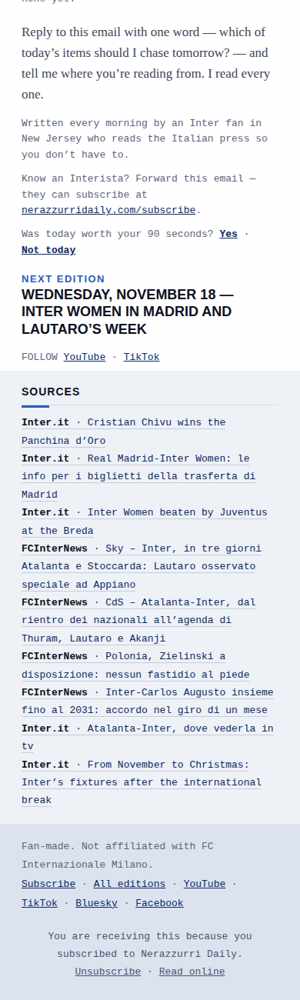 Reply to this email with one word — which of
today’s items should I chase tomorrow? — and
tell me where you’re reading from. I read every
one.
Written every morning by an Inter fan in
New Jersey who reads the Italian press so
you don’t have to.
Know an Interista? Forward this email —
they can subscribe at
nerazzurridaily.com/subscribe.
Was today worth your 90 seconds? Yes ·
Not today
NEXT EDITION
WEDNESDAY, NOVEMBER 18 —
INTER WOMEN IN MADRID AND
LAUTARO’S WEEK
FOLLOW YouTube · TikTok
SOURCES
Inter.it · Cristian Chivu wins the
Panchina d’Oro
Inter.it · Real Madrid-Inter Women: le
info per i biglietti della trasferta di
Madrid
Inter.it · Inter Women beaten by Juventus
at the Breda
FCInterNews · Sky – Inter, in tre giorni
Atalanta e Stoccarda: Lautaro osservato
speciale ad Appiano
FCInterNews · CdS – Atalanta-Inter, dal
rientro dei nazionali all’agenda di
Thuram, Lautaro e Akanji
FCInterNews · Polonia, Zielinski a
disposizione: nessun fastidio al piede
FCInterNews · Inter-Carlos Augusto insieme
fino al 2031: accordo nel giro di un mese
Inter.it · Atalanta-Inter, dove vederla in
tv
Inter.it · From November to Christmas:
Inter’s fixtures after the international
break
Fan-made. Not affiliated with FC
Internazionale Milano.
Subscribe · All editions · YouTube ·
TikTok · Bluesky · Facebook
You are receiving this because you
subscribed to Nerazzurri Daily.
Unsubscribe · Read online